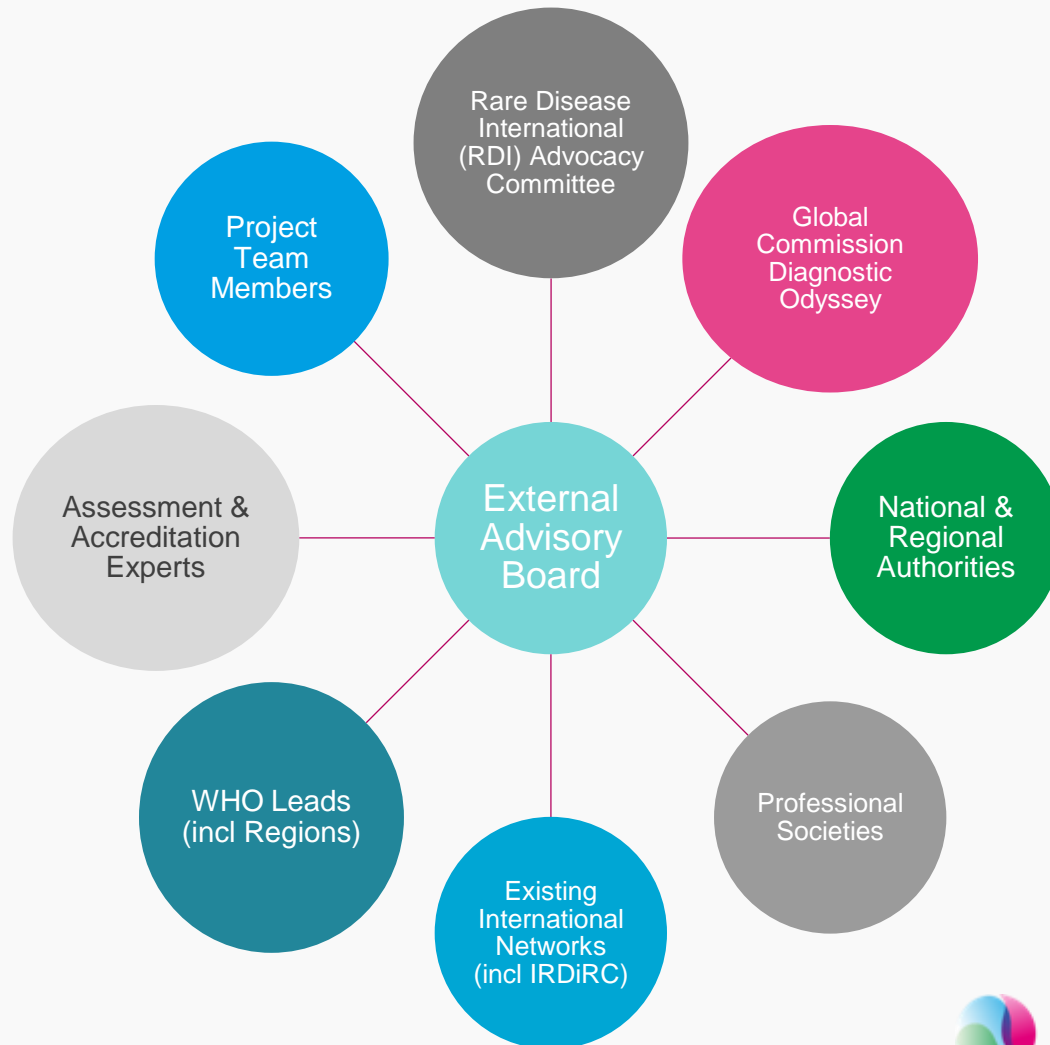 Rare Disease
International
(RDI) Advocacy
Committee
Project
Team
Members
Global
Commission
Diagnostic
Odyssey
Assessment &
Accreditation
Experts
External
Advisory
Board
National &
Regional
Authorities
WHO Leads
(incl Regions)
Professional
Societies
Existing
International
Networks
(incl IRDiRC)